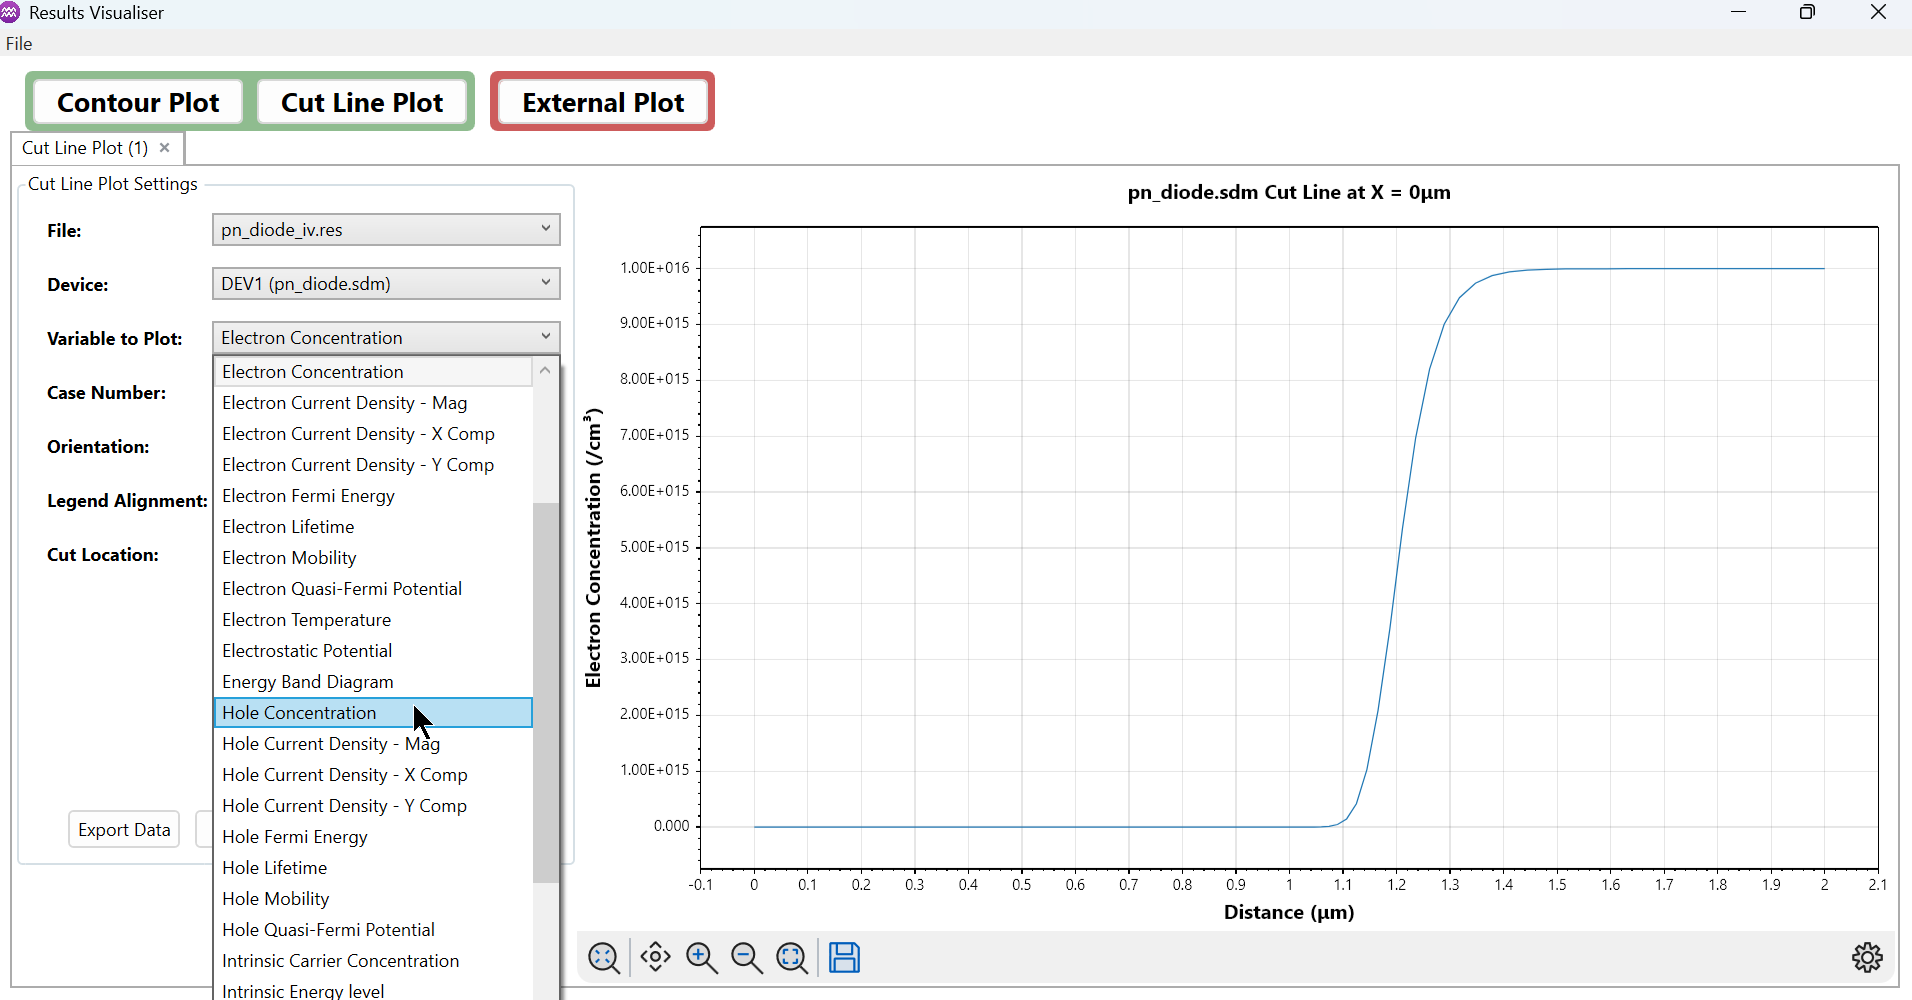 Results Visualiser
File
Contour Plot
Cut Line Plot
External Plot
Cut Line Plot (1)
Cut Line Plot Settings
File:
pn_diode_iv.res
Device:
DEV1 (pn_diode.sdm)
Variable to Plot:
Electron Concentration
Case Number:
Orientation:
Legend Alignment:
Cut Location:
Electron Concentration
Electron Current Density - Mag
Electron Current Density - X Comp
Electron Current Density - Y Comp
Electron Fermi Energy
Electron Lifetime
Electron Mobility
Electron Quasi-Fermi Potential
Electron Temperature
Electrostatic Potential
Energy Band Diagram
Hole Concentration
Hole Current Density - Mag
Hole Current Density - X Comp
Hole Current Density - Y Comp
Hole Fermi Energy
Hole Lifetime
Hole Mobility
Hole Quasi-Fermi Potential
Intrinsic Carrier Concentration
Intrinsic Energy level
Export Data
pn_diode.sdm Cut Line at X = 0µm
Electron Concentration (/cm³)
1.00E+016
9.00E+015
8.00E+015
7.00E+015
6.00E+015
5.00E+015
4.00E+015
3.00E+015
2.00E+015
1.00E+015
0.000
-0.1 0 0.1 0.2 0.3 0.4 0.5 0.6 0.7 0.8 0.9 1 1.1 1.2 1.3 1.4 1.5 1.6 1.7 1.8 1.9 2 2.1
Distance (µm)